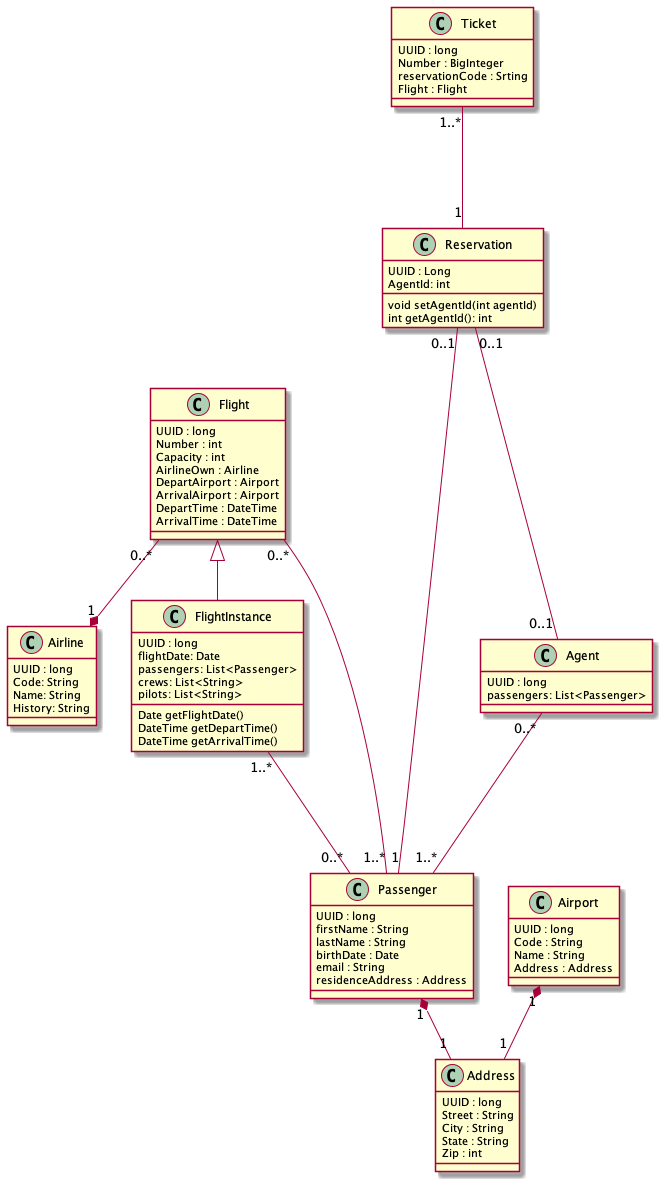 C Ticket
UUID : long
Number : BigInteger
reservationCode : Srting
Flight : Flight
1..*
1
C Reservation
UUID : Long
AgentId: int
void setAgentId(int agentId)
int getAgentId(): int
0..1
0..1
C Flight
UUID : long
Number : int
Capacity : int
AirlineOwn : Airline
DepartAirport : Airport
ArrivalAirport : Airport
DepartTime : DateTime
ArrivalTime : DateTime
0..*
0..*
1
C Airline
UUID : long
Code: String
Name: String
History: String
C FlightInstance
UUID : long
flightDate: Date
passengers: List<Passenger>
crews: List<String>
pilots: List<String>
Date getFlightDate()
DateTime getDepartTime()
DateTime getArrivalTime()
0..1
C Agent
UUID : long
passengers: List<Passenger>
0..*
1..*
0..*
1..*
1
1..*
C Passenger
UUID : long
firstName : String
lastName : String
birthDate : Date
email : String
residenceAddress : Address
C Airport
UUID : long
Code : String
Name : String
Address : Address
1
1
1
1
C Address
UUID : long
Street : String
City : String
State : String
Zip : int